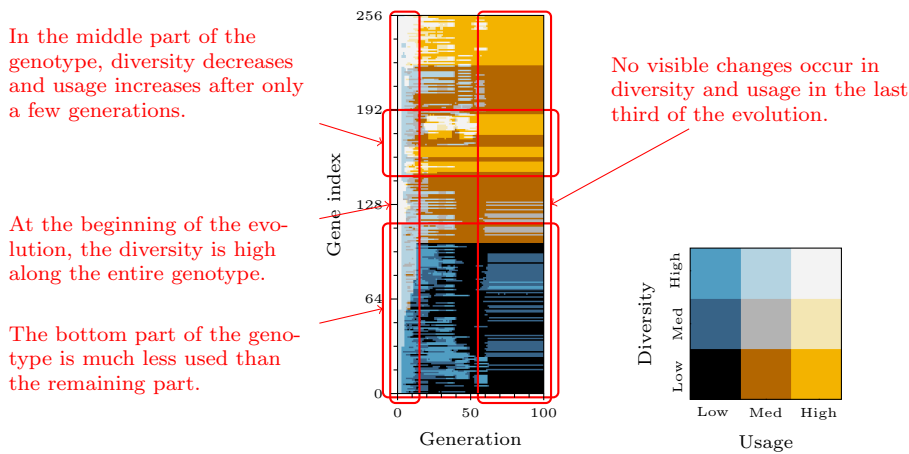 In the middle part of the
genotype, diversity decreases
and usage increases after only
a few generations.
At the beginning of the evo-
lution, the diversity is high
along the entire genotype.
The bottom part of the geno-
type is much less used than
the remaining part.
256
192
128
64
0
Gene index
0
50
100
Generation
No visible changes occur in
diversity and usage in the last
third of the evolution.
Diversity
High
Med
Low
Low
Med
High
Usage